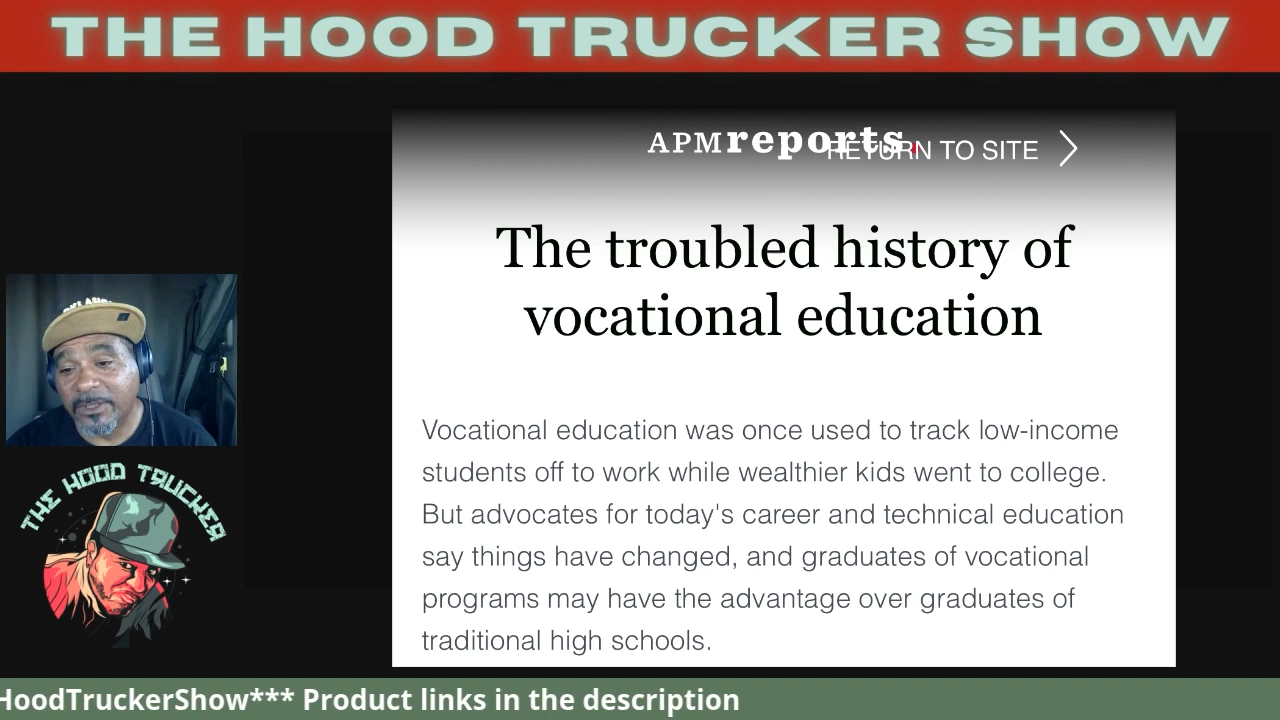 THE HOOD TRUCKER SHOW
APMreports
RETURN TO SITE
The troubled history of
vocational education
Vocational education was once used to track low-income
students off to work while wealthier kids went to college.
But advocates for today's career and technical education
say things have changed, and graduates of vocational
programs may have the advantage over graduates of
traditional high schools.
THE HOOD TRUCKER
HoodTruckerShow*** Product links in the description